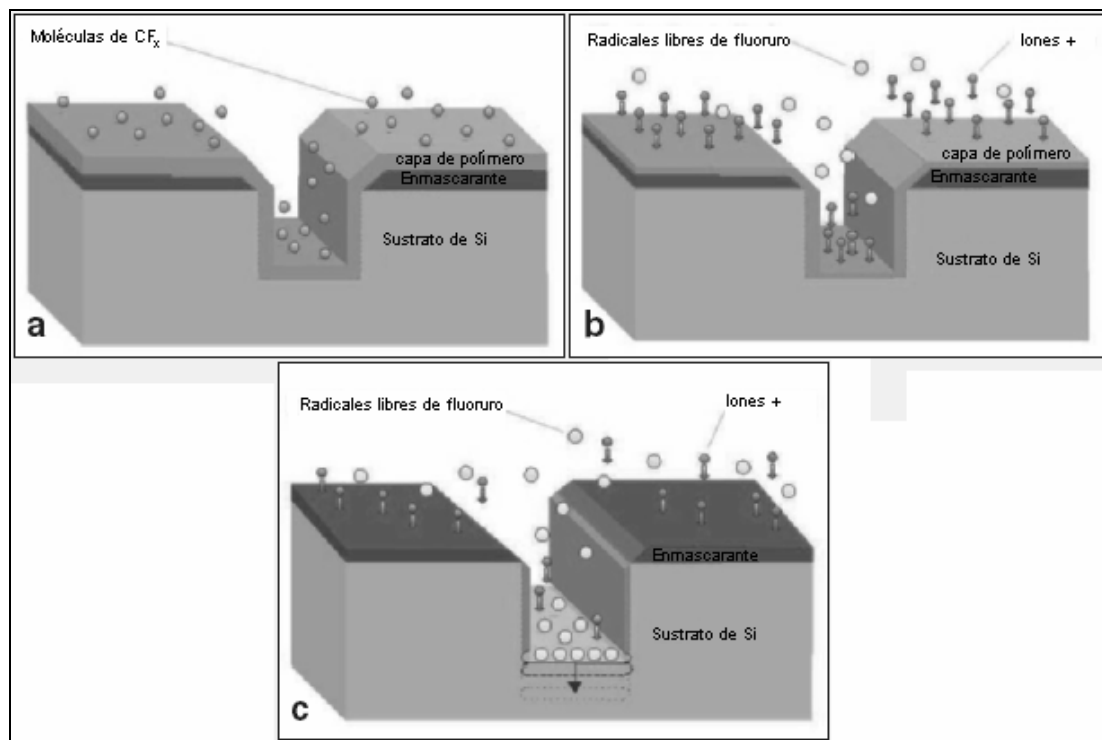 Moléculas de CFx
capa de polímero
Enmascarante
Sustrato de Si
a
Radicales libres de fluoruro
Iones +
capa de polímero
Enmascarante
Sustrato de Si
b
Radicales libres de fluoruro
Iones +
Enmascarante
Sustrato de Si
c